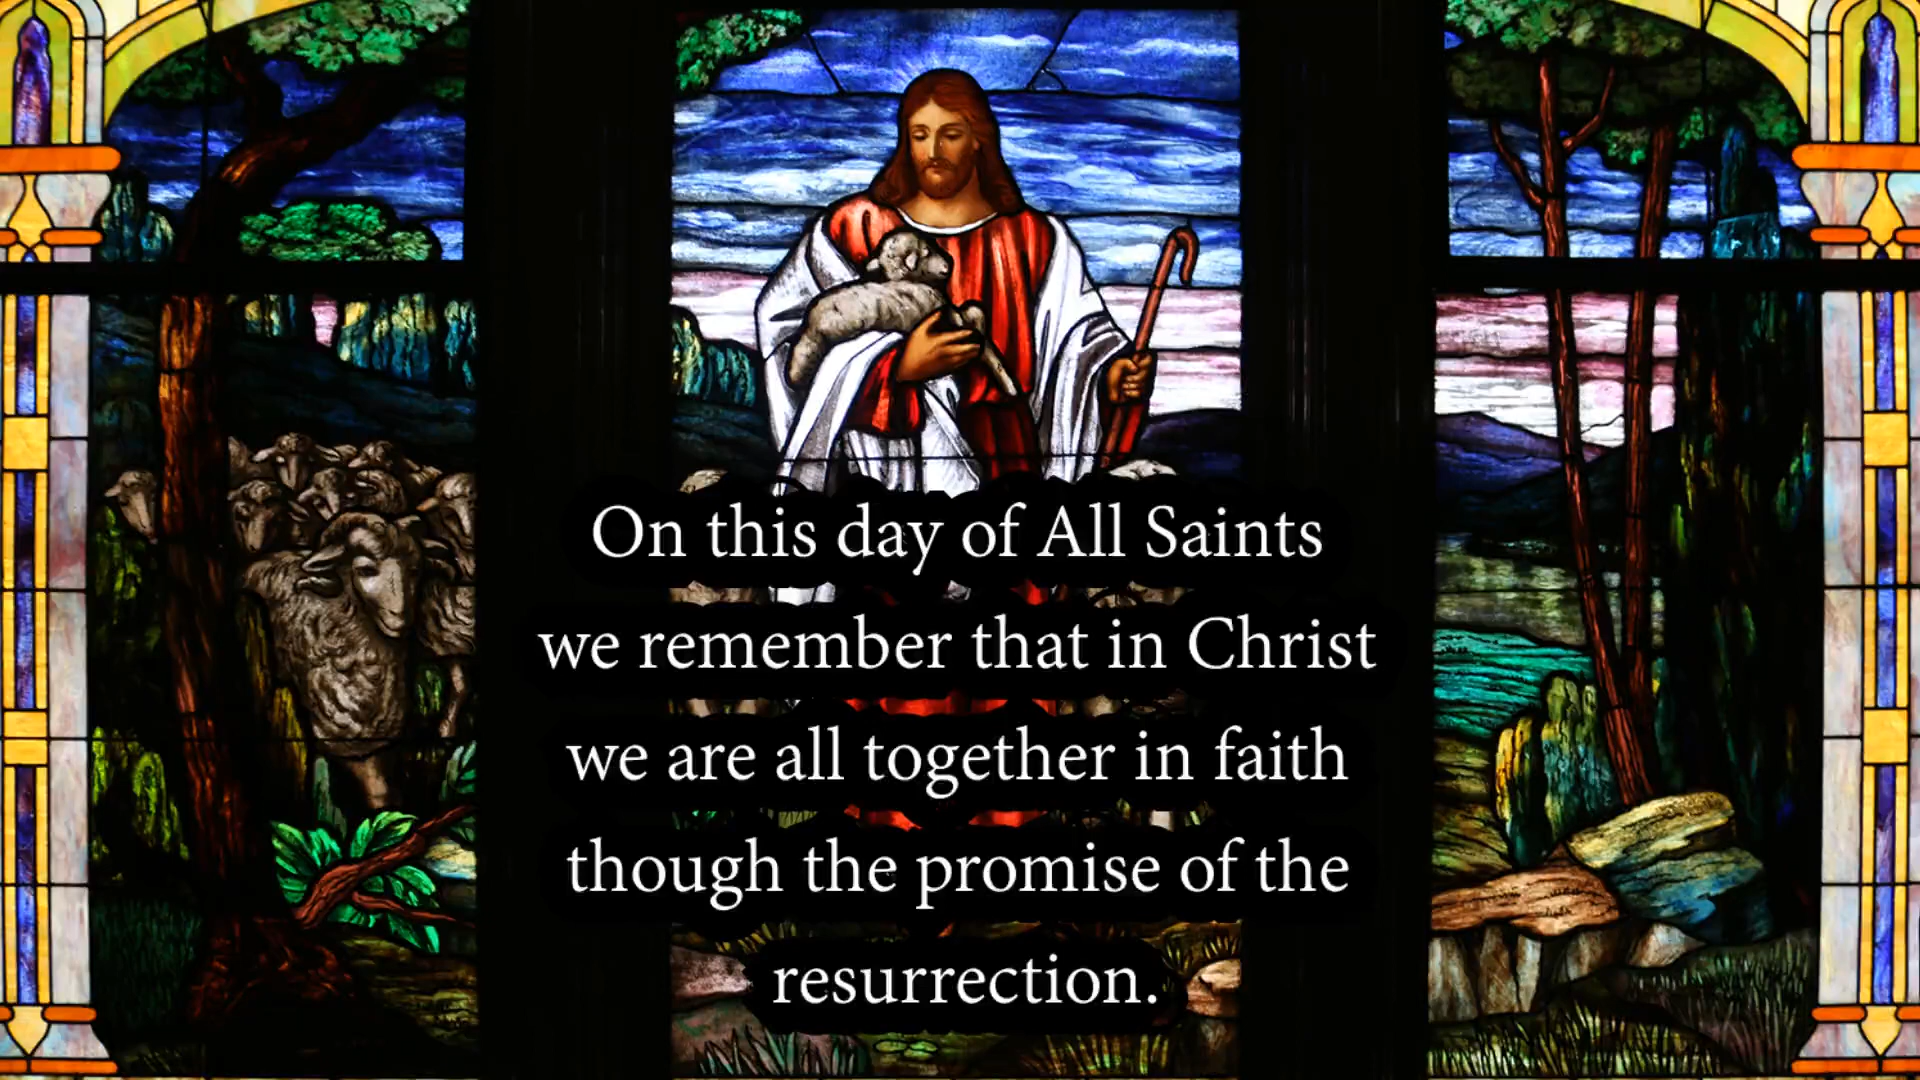 On this day of All Saints
we remember that in Christ
we are all together in faith
though the promise of the
resurrection.